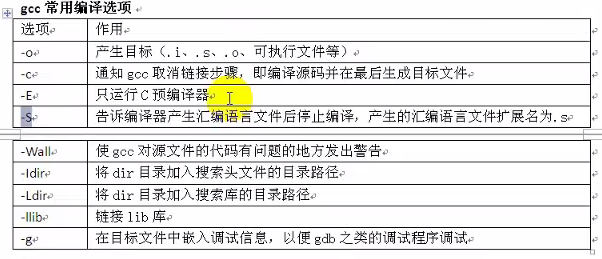 gcc 常用编译选项
选项 作用
-o 产生目标（.i、.s、.o、可执行文件等）
-c 通知 gcc 取消链接步骤，即编译源码并在最后生成目标文件
-E 只运行 C 预编译器
-S 告诉编译器产生汇编语言文件后停止编译，产生的汇编语言文件扩展名为.s
-Wall 使 gcc 对源文件的代码有问题的地方发出警告
-Idir 将 dir 目录加入搜索头文件的目录路径
-Ldir 将 dir 目录加入搜索库的目录路径
-llib 链接 lib 库
-g 在目标文件中嵌入调试信息，以便 gdb 之类的调试程序调试